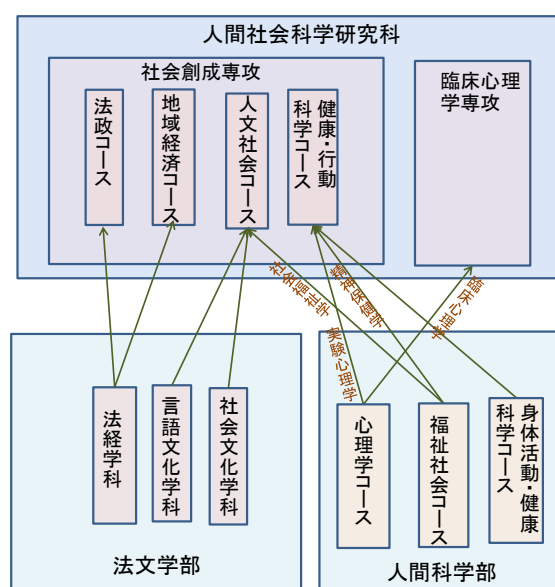 人間社会科学研究科
社会創成専攻
法政コース
地域経済コース
人文社会コース
健康・行動
科学コース
臨床心理
学専攻
社会福祉学
精神保健学
実験心理学
臨床心理学
法経学科
言語文化学科
社会文化学科
法文学部
心理学コース
福祉社会コース
身体活動・健康
科学コース
人間科学部